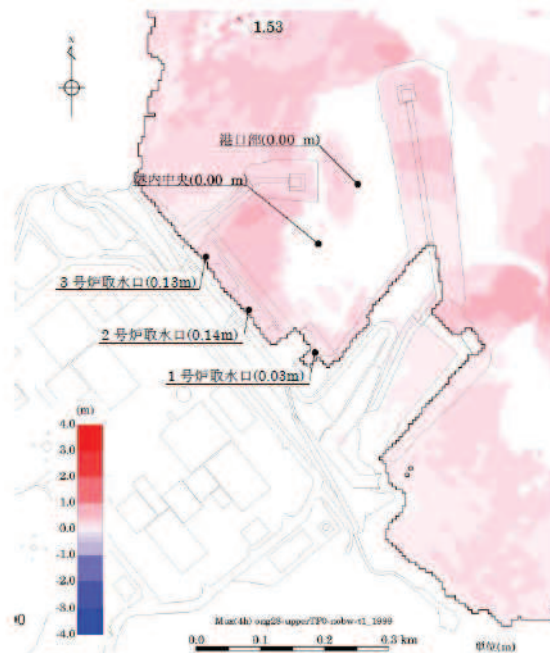 1.53
N
港口部(0.00 m)
港内中央(0.00 m)
3号炉取水口(0.13m)
2号炉取水口(0.14m)
1号炉取水口(0.03m)
(m)
4.0
3.0
2.0
1.0
0.0
-1.0
-2.0
-3.0
-4.0
0.0 0.1 0.2 0.3 km
単位(m)